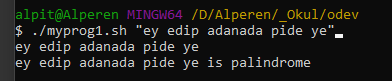 alpit@Alperen MINGW64 /D/Alperen/_Okul/odev
$ ./myprog1.sh "ey edip adanada pide ye"
ey edip adanada pide ye
ey edip adanada pide ye is palindrome